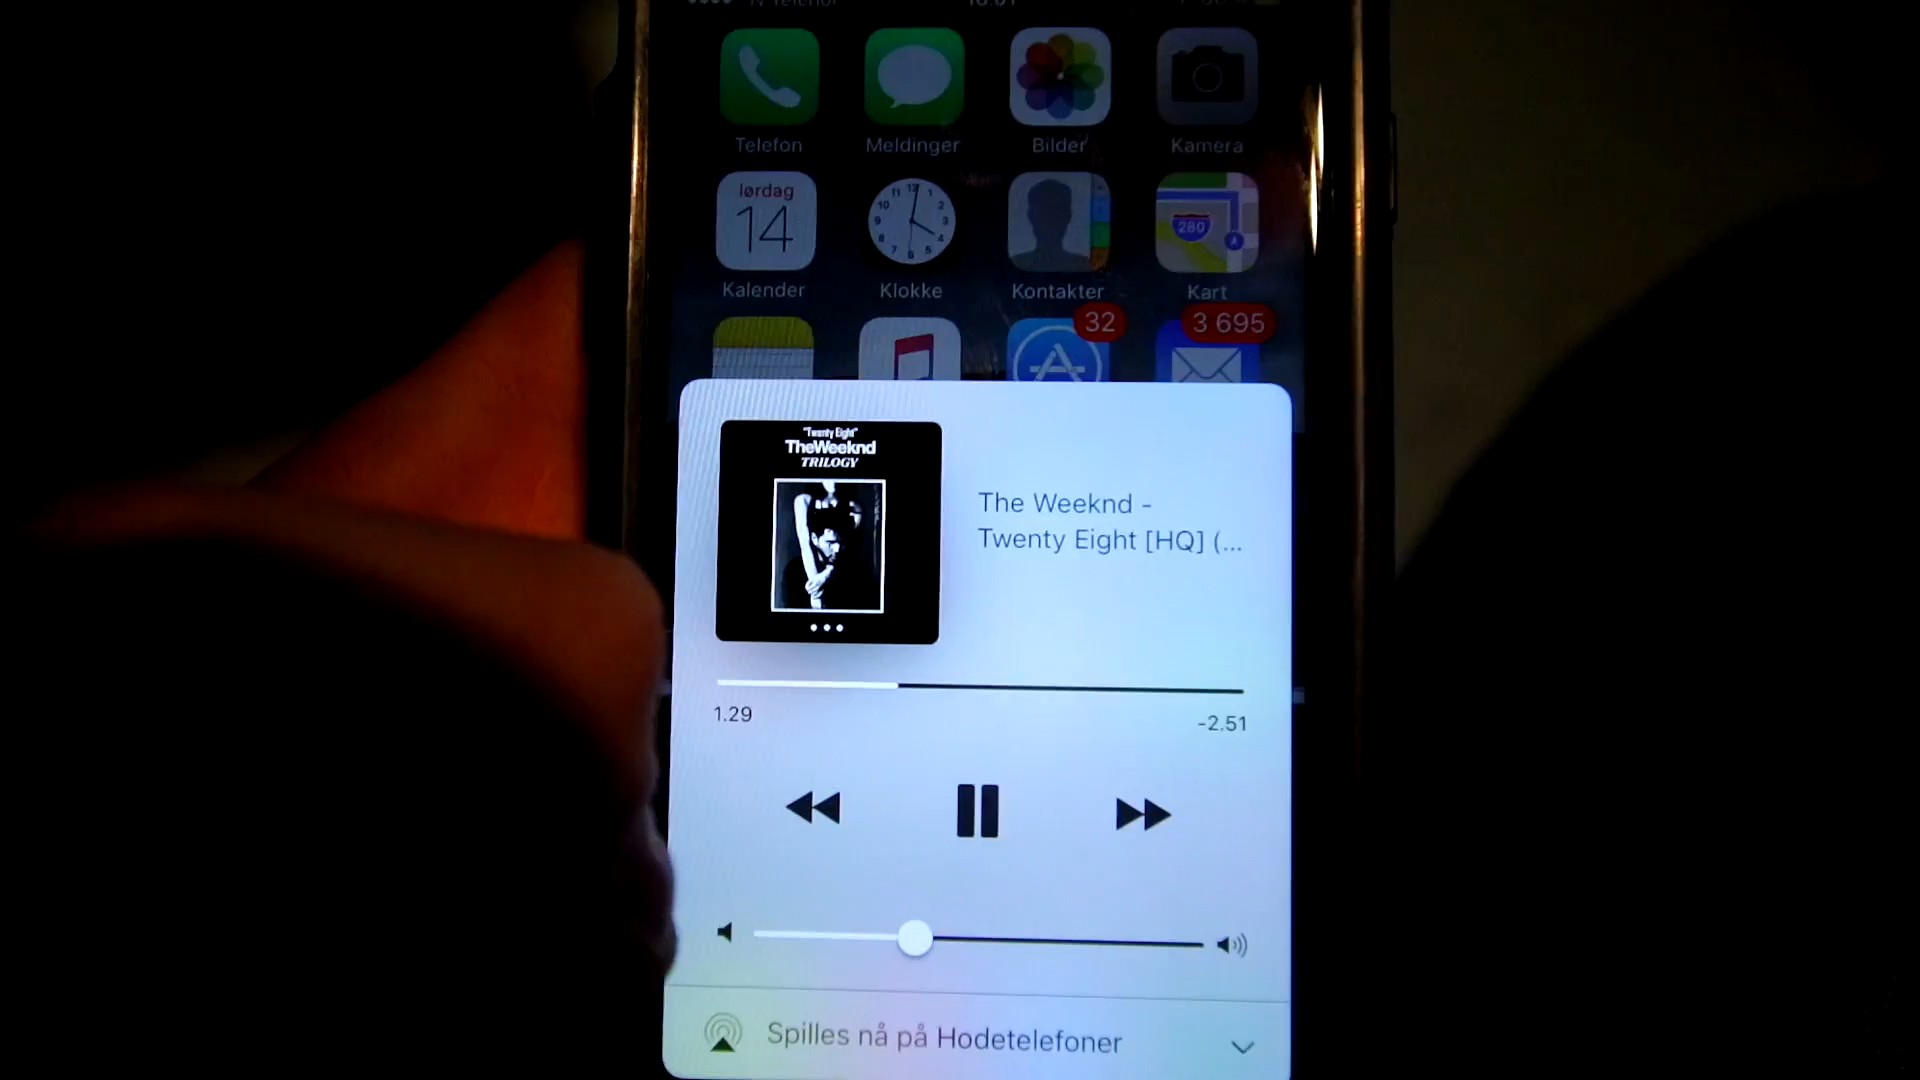 Telefon Meldinger Bilder Kamera
lørdag
14
280
Kalender Klokke Kontakter Kart
32 3 695
"Twenty Eight"
TheWeeknd
TRILOGY
The Weeknd -
Twenty Eight [HQ] (...
1.29 -2.51
Spilles nå på Hodetelefoner